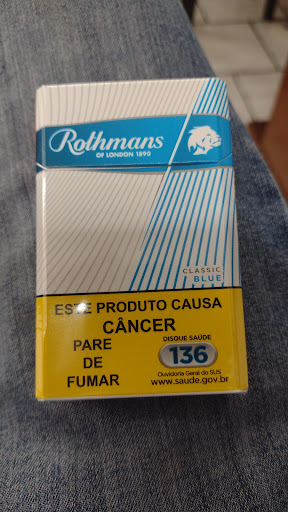 Rothmans
OF LONDON 1890
CLASSIC
BLUE
ESTE PRODUTO CAUSA
CÂNCER
PARE
DE
FUMAR
DISQUE SAÚDE
136
Ouvidoria Geral do SUS
www.saude.gov.br